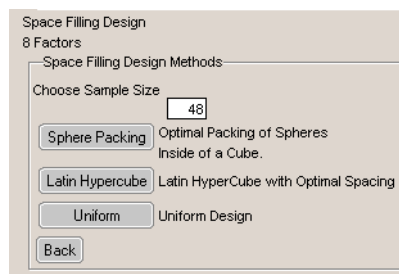 Space Filling Design
8 Factors
Space Filling Design Methods
Choose Sample Size
48
Sphere Packing Optimal Packing of Spheres
Inside of a Cube.
Latin Hypercube Latin HyperCube with Optimal Spacing
Uniform Uniform Design
Back